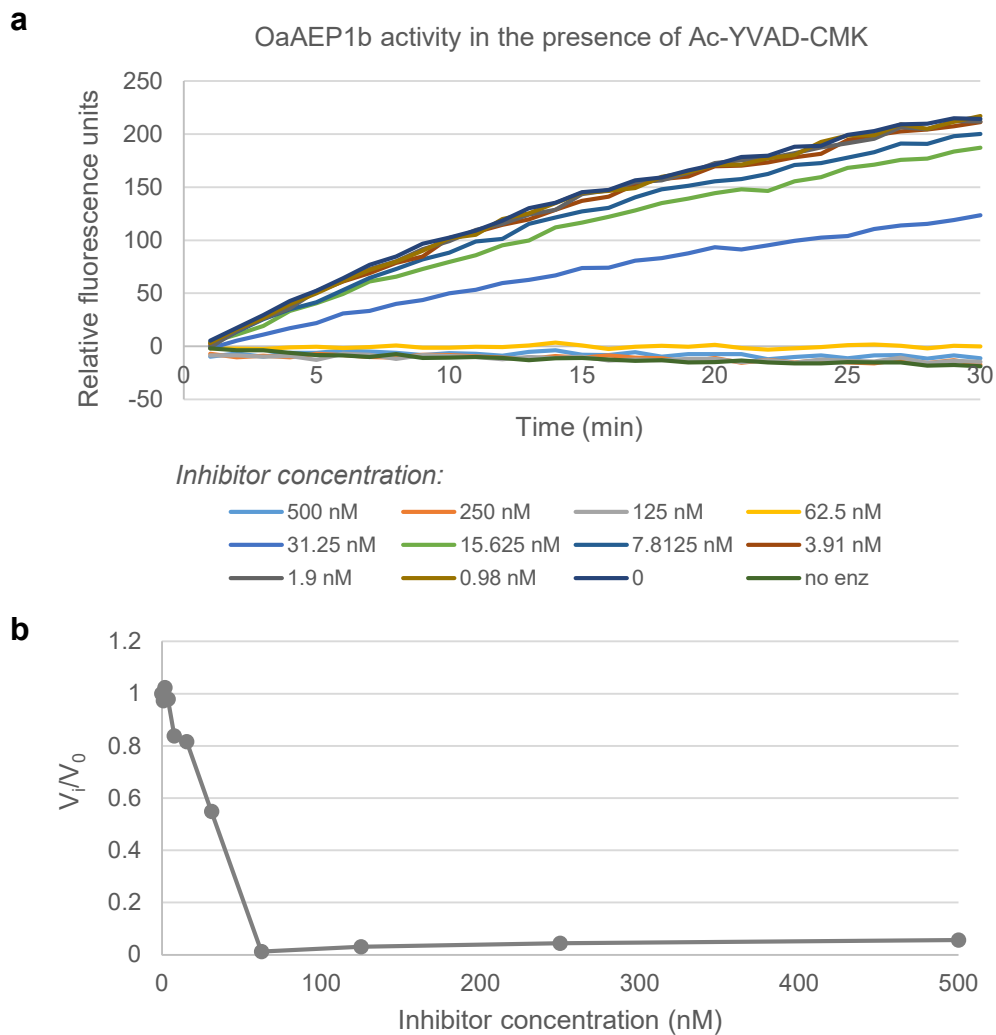 a
OaAEP1b activity in the presence of Ac-YVAD-CMK
250
200
150
100
50
0
-50
Relative fluorescence units
0 5 10 15 20 25 30
Time (min)
Inhibitor concentration:
500 nM 250 nM 125 nM 62.5 nM
31.25 nM 15.625 nM 7.8125 nM 3.91 nM
1.9 nM 0.98 nM 0 no enz
b
1.2
1
0.8
0.6
0.4
0.2
0
Vi/V0
0 100 200 300 400 500
Inhibitor concentration (nM)